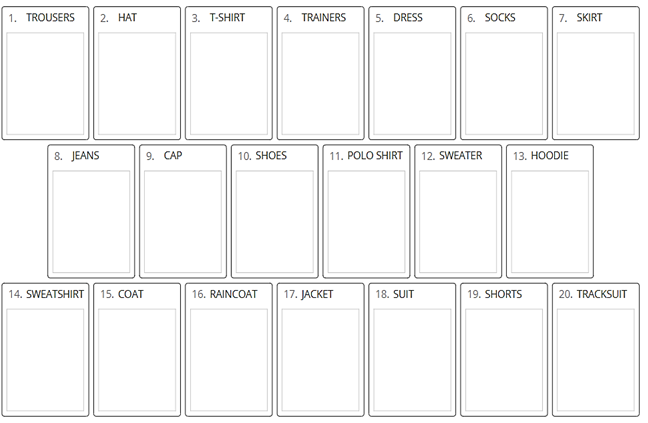 1. TROUSERS
2. HAT
3. T-SHIRT
4. TRAINERS
5. DRESS
6. SOCKS
7. SKIRT
8. JEANS
9. CAP
10. SHOES
11. POLO SHIRT
12. SWEATER
13. HOODIE
14. SWEATSHIRT
15. COAT
16. RAINCOAT
17. JACKET
18. SUIT
19. SHORTS
20. TRACKSUIT